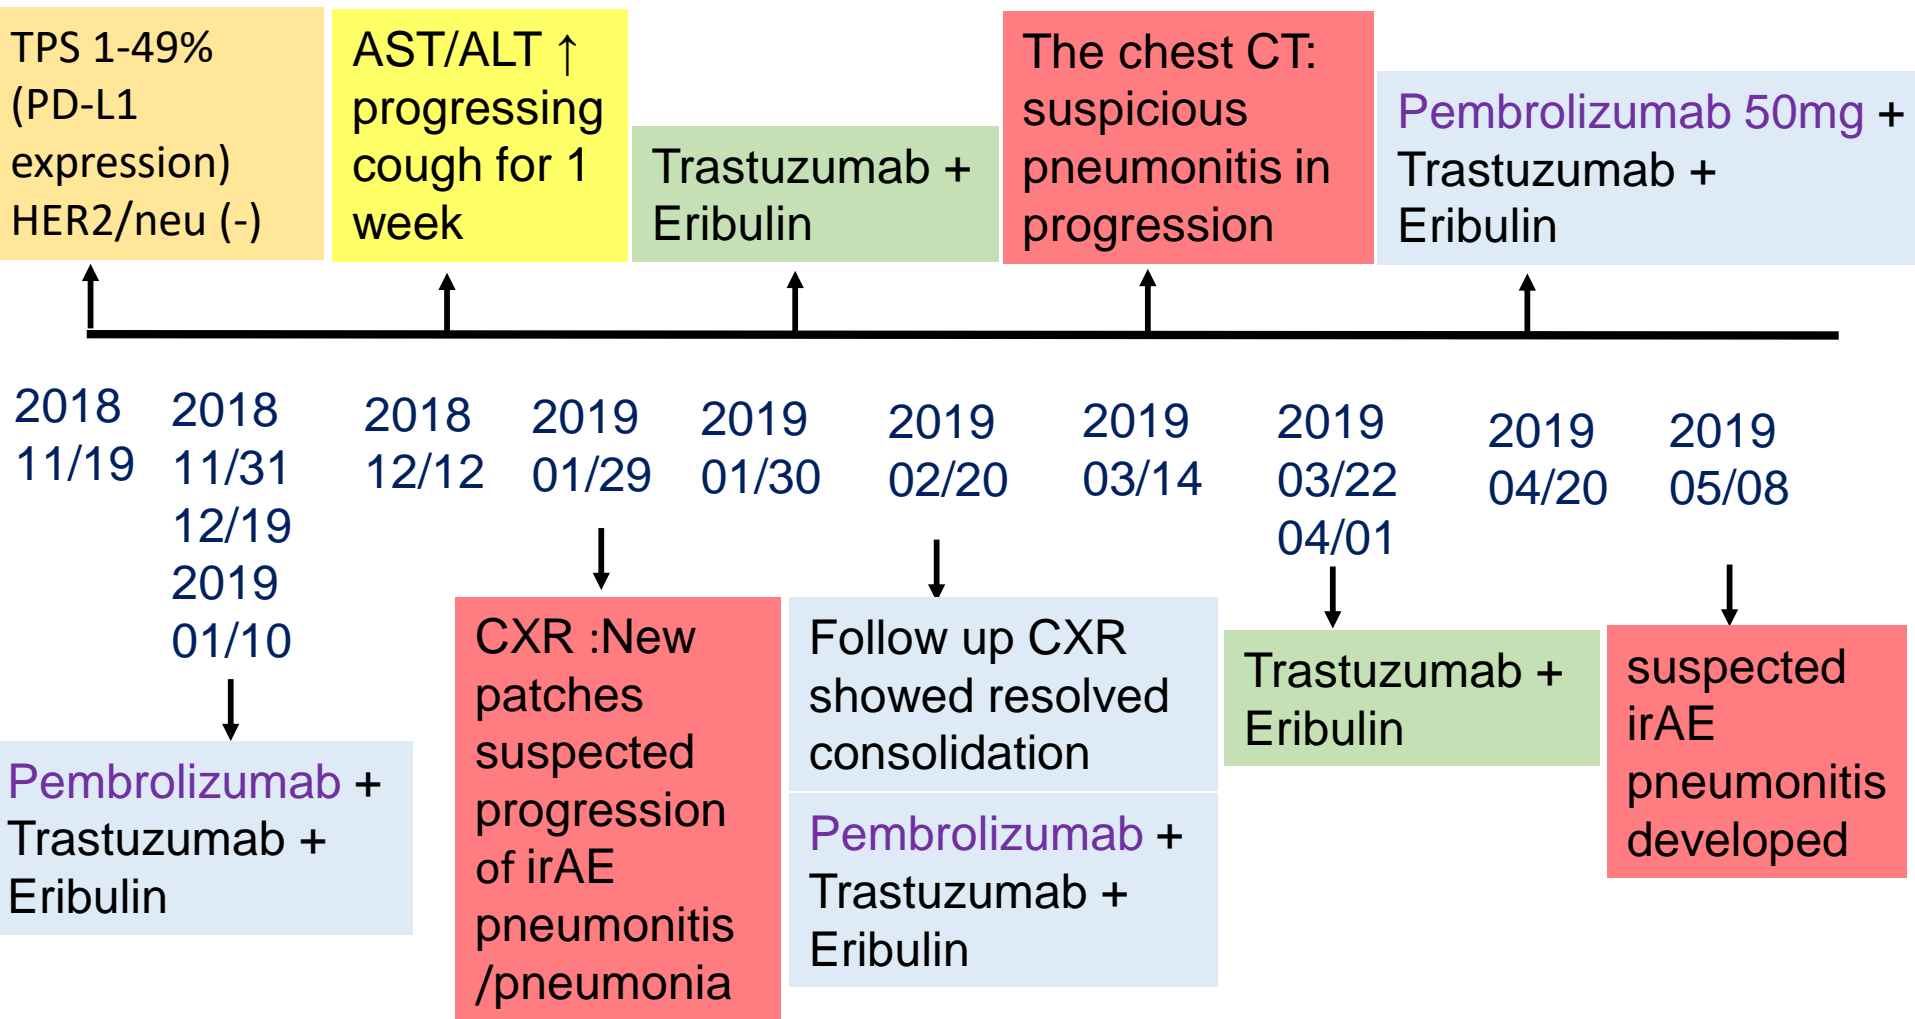 TPS 1-49%
(PD-L1
expression)
HER2/neu (-)
AST/ALT ↑
progressing
cough for 1
week
Trastuzumab +
Eribulin
The chest CT:
suspicious
pneumonitis in
progression
Pembrolizumab 50mg +
Trastuzumab +
Eribulin
2018
11/19
2018
11/31
12/19
2019
01/10
2018
12/12
2019
01/29
2019
01/30
2019
02/20
2019
03/14
2019
03/22
04/01
2019
04/20
2019
05/08
Pembrolizumab +
Trastuzumab +
Eribulin
CXR :New
patches
suspected
progression
of irAE
pneumonitis
/pneumonia
Follow up CXR
showed resolved
consolidation
Pembrolizumab +
Trastuzumab +
Eribulin
Trastuzumab +
Eribulin
suspected
irAE
pneumonitis
developed